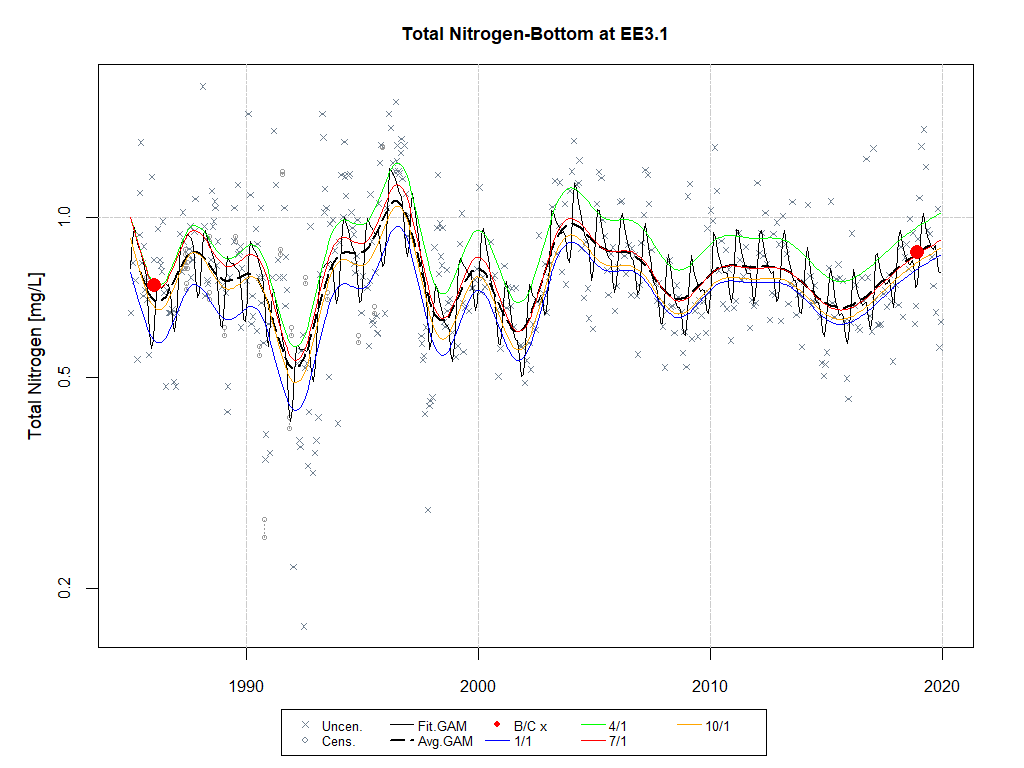 Total Nitrogen-Bottom at EE3.1
Total Nitrogen [mg/L]
1.0
0.5
0.2
1990 2000 2010 2020
Uncen. Fit.GAM B/C x 4/1 10/1
Cens. Avg.GAM 1/1 7/1